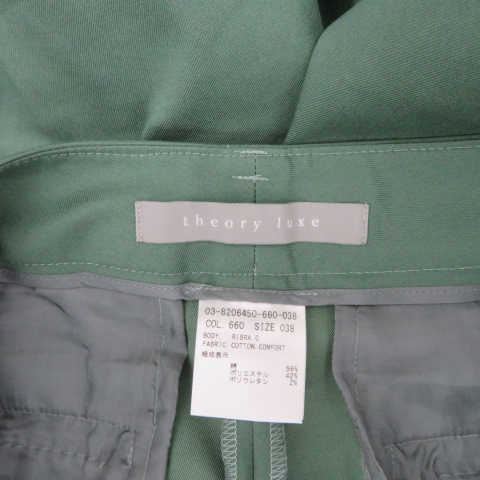 theory luxe
03-8206450-660-038
COL. 660 SIZE 038
BODY. RIBRA C
FABRIC. COTTON COMFORT
組成表示
綿 56%
ポリエステル 42%
ポリウレタン 2%